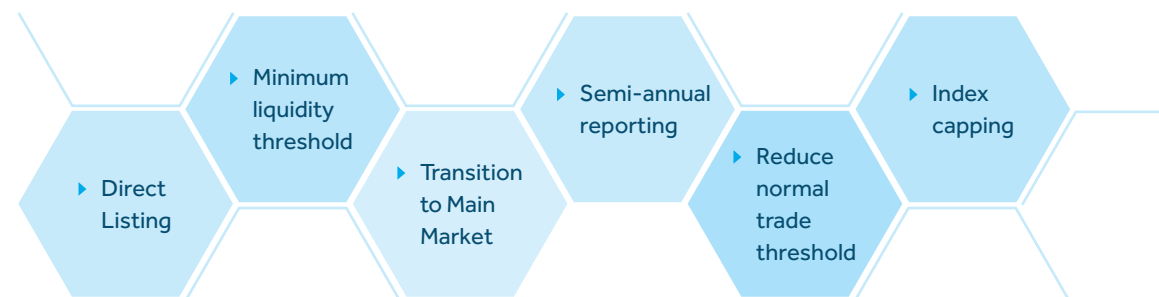 Direct
Listing
Minimum
liquidity
threshold
Transition
to Main
Market
Semi-annual
reporting
Reduce
normal
trade
threshold
Index
capping